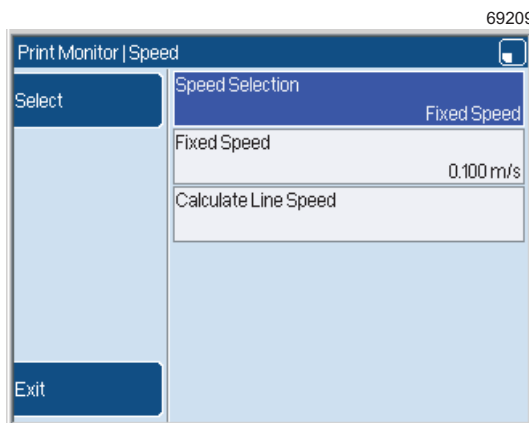 69209
Print Monitor | Speed
Select
Speed Selection
Fixed Speed
Fixed Speed
0.100 m/s
Calculate Line Speed
Exit